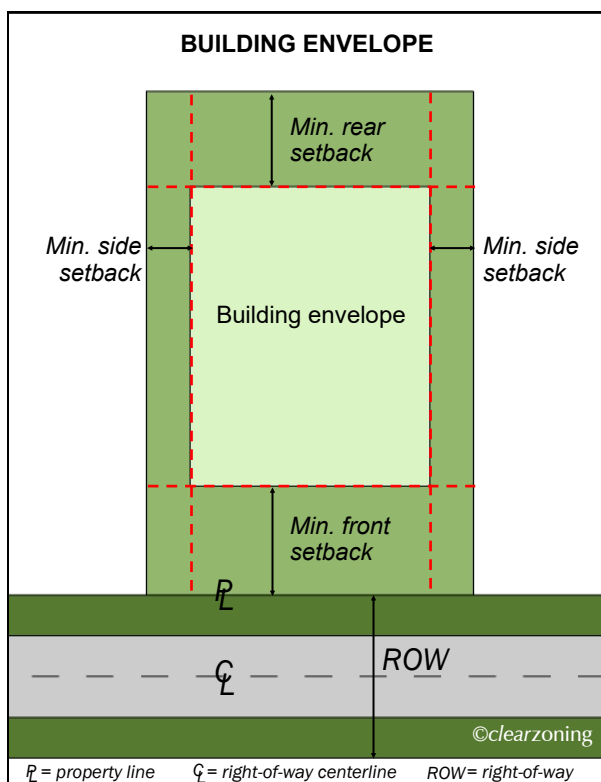 BUILDING ENVELOPE
Min. rear
setback
Min. side
setback
Min. side
setback
Building envelope
Min. front
setback
PL
ROW
CL
©clearzoning
PL = property line
CL = right-of-way centerline
ROW = right-of-way